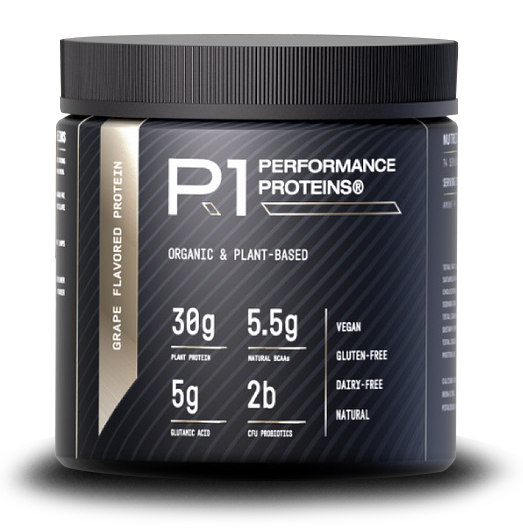 GRAPE FLAVORED PROTEIN
P.1
PERFORMANCE
PROTEINS®
ORGANIC & PLANT-BASED
30g
PLANT PROTEIN
5.5g
NATURAL BCAAs
5g
GLUTAMIC ACID
2b
CFU PROBIOTICS
VEGAN
GLUTEN-FREE
DAIRY-FREE
NATURAL